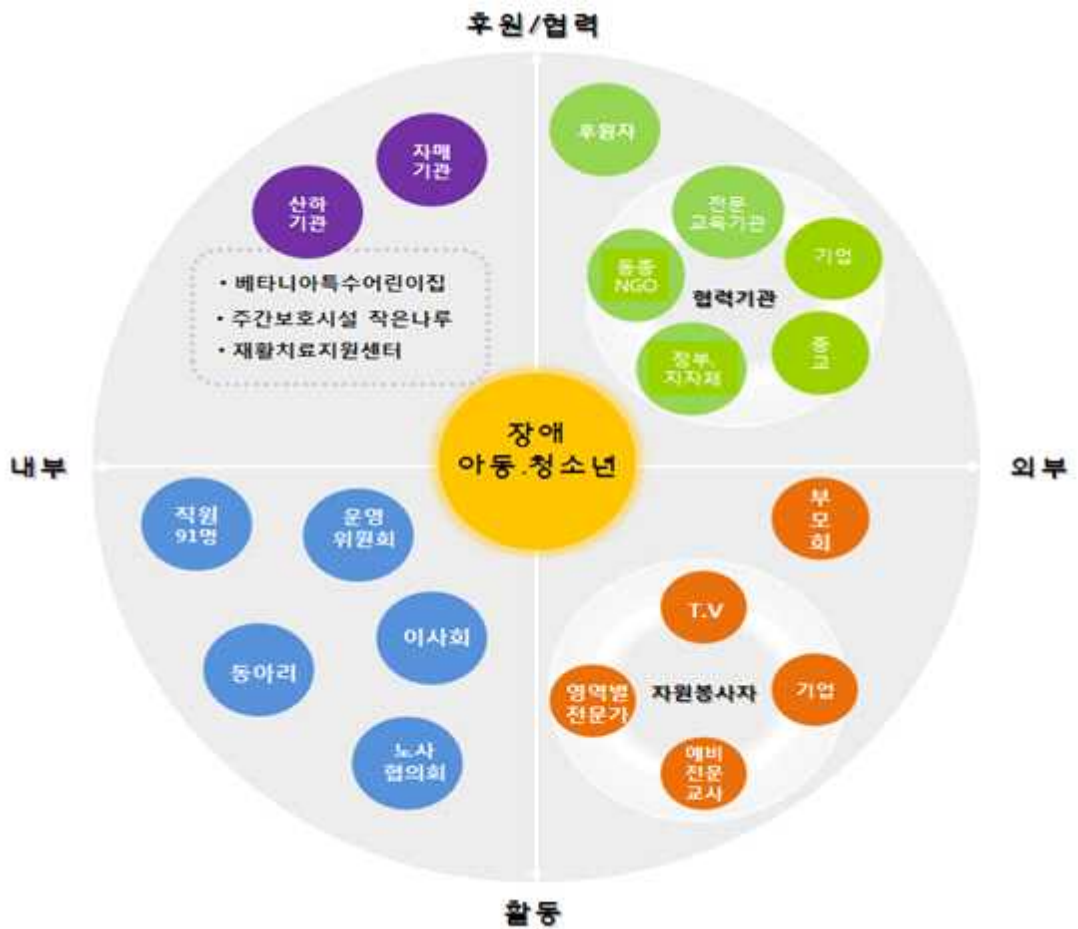 후원/협력
후원자
자매
기관
산하
기관
전문
교육기관
기업
동종
NGO
협력기관
정부,
지자체
종
교
• 베타니아특수어린이집
• 주간보호시설 작은나루
• 재활치료지원센터
장애
아동.청소년
내부
외부
직원
91명
운영
위원회
이사회
동아리
노사
협의회
부
모
회
T.V
영역별
전문가
자원봉사자
기업
예비
전문
교사
활동